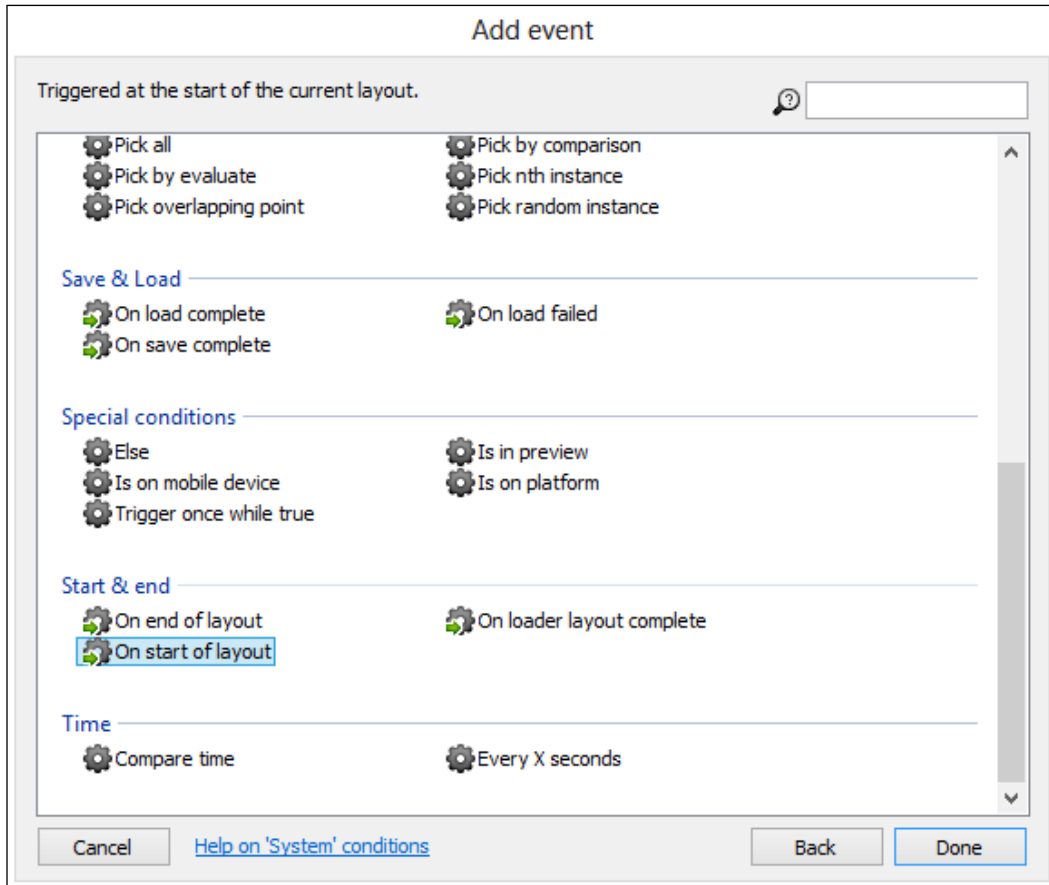 Add event
Triggered at the start of the current layout.
Pick all Pick by comparison
Pick by evaluate Pick nth instance
Pick overlapping point Pick random instance
Save & Load
On load complete On load failed
On save complete
Special conditions
Else Is in preview
Is on mobile device Is on platform
Trigger once while true
Start & end
On end of layout On loader layout complete
On start of layout
Time
Compare time Every X seconds
Cancel Help on 'System' conditions Back Done